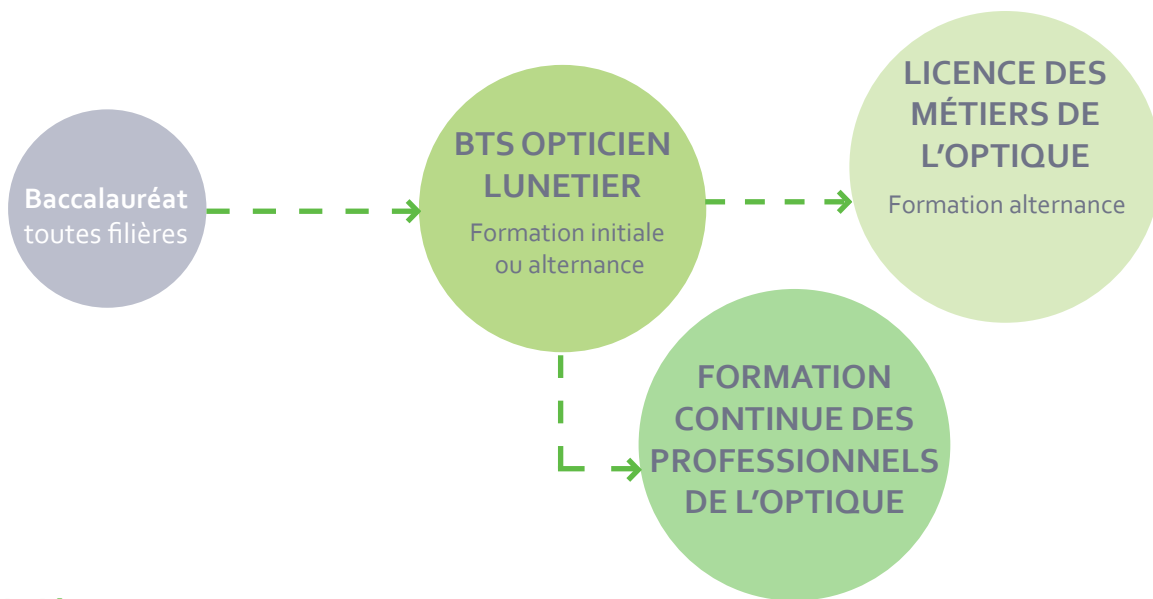 Baccalauréat
toutes filières
BTS OPTICIEN
LUNETIER
Formation initiale
ou alternance
LICENCE DES
MÉTIERS DE
L'OPTIQUE
Formation alternance
FORMATION
CONTINUE DES
PROFESSIONNELS
DE L'OPTIQUE